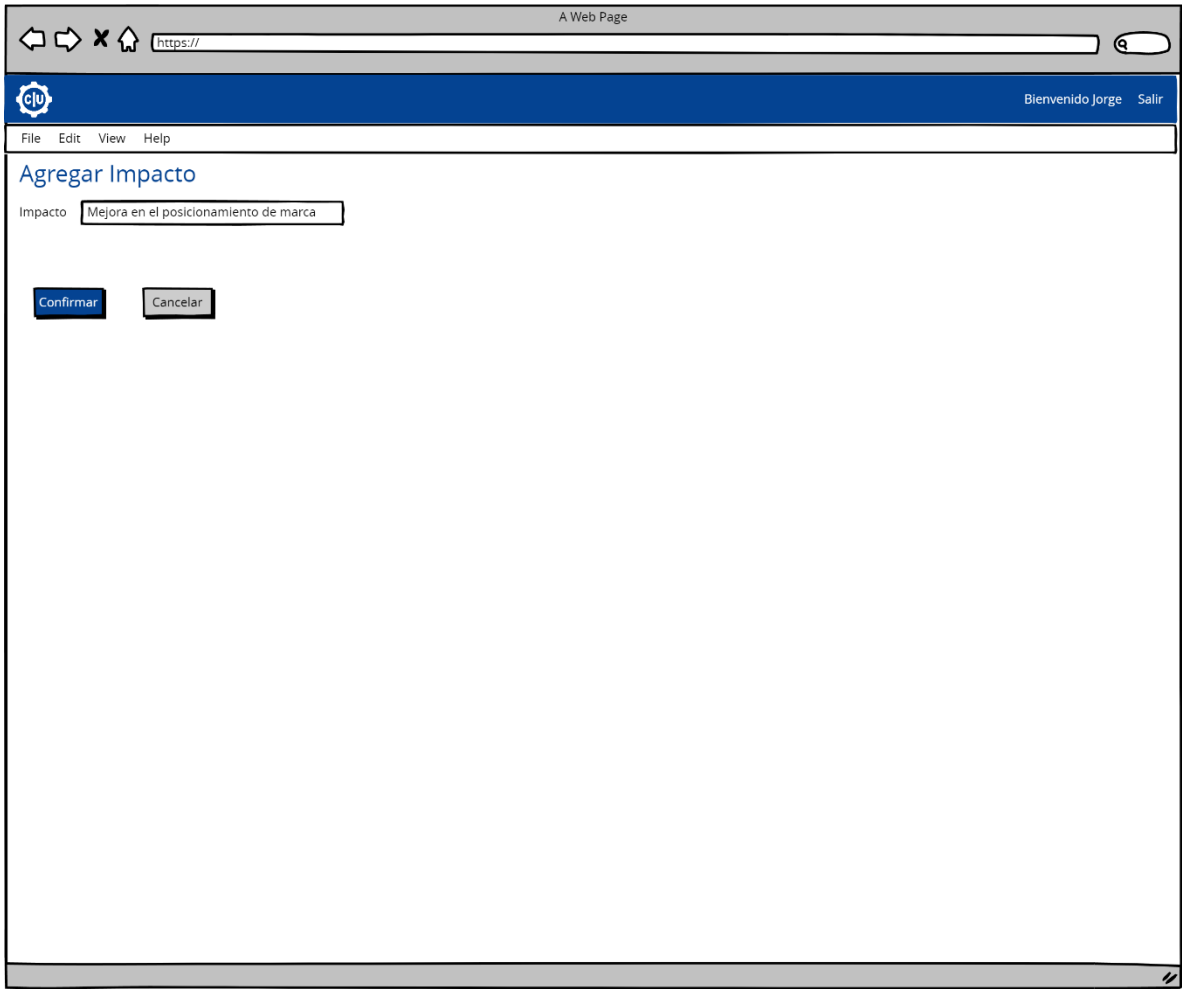 A Web Page
https://
c|u
Bienvenido Jorge Salir
File Edit View Help
Agregar Impacto
Impacto Mejora en el posicionamiento de marca
Confirmar Cancelar